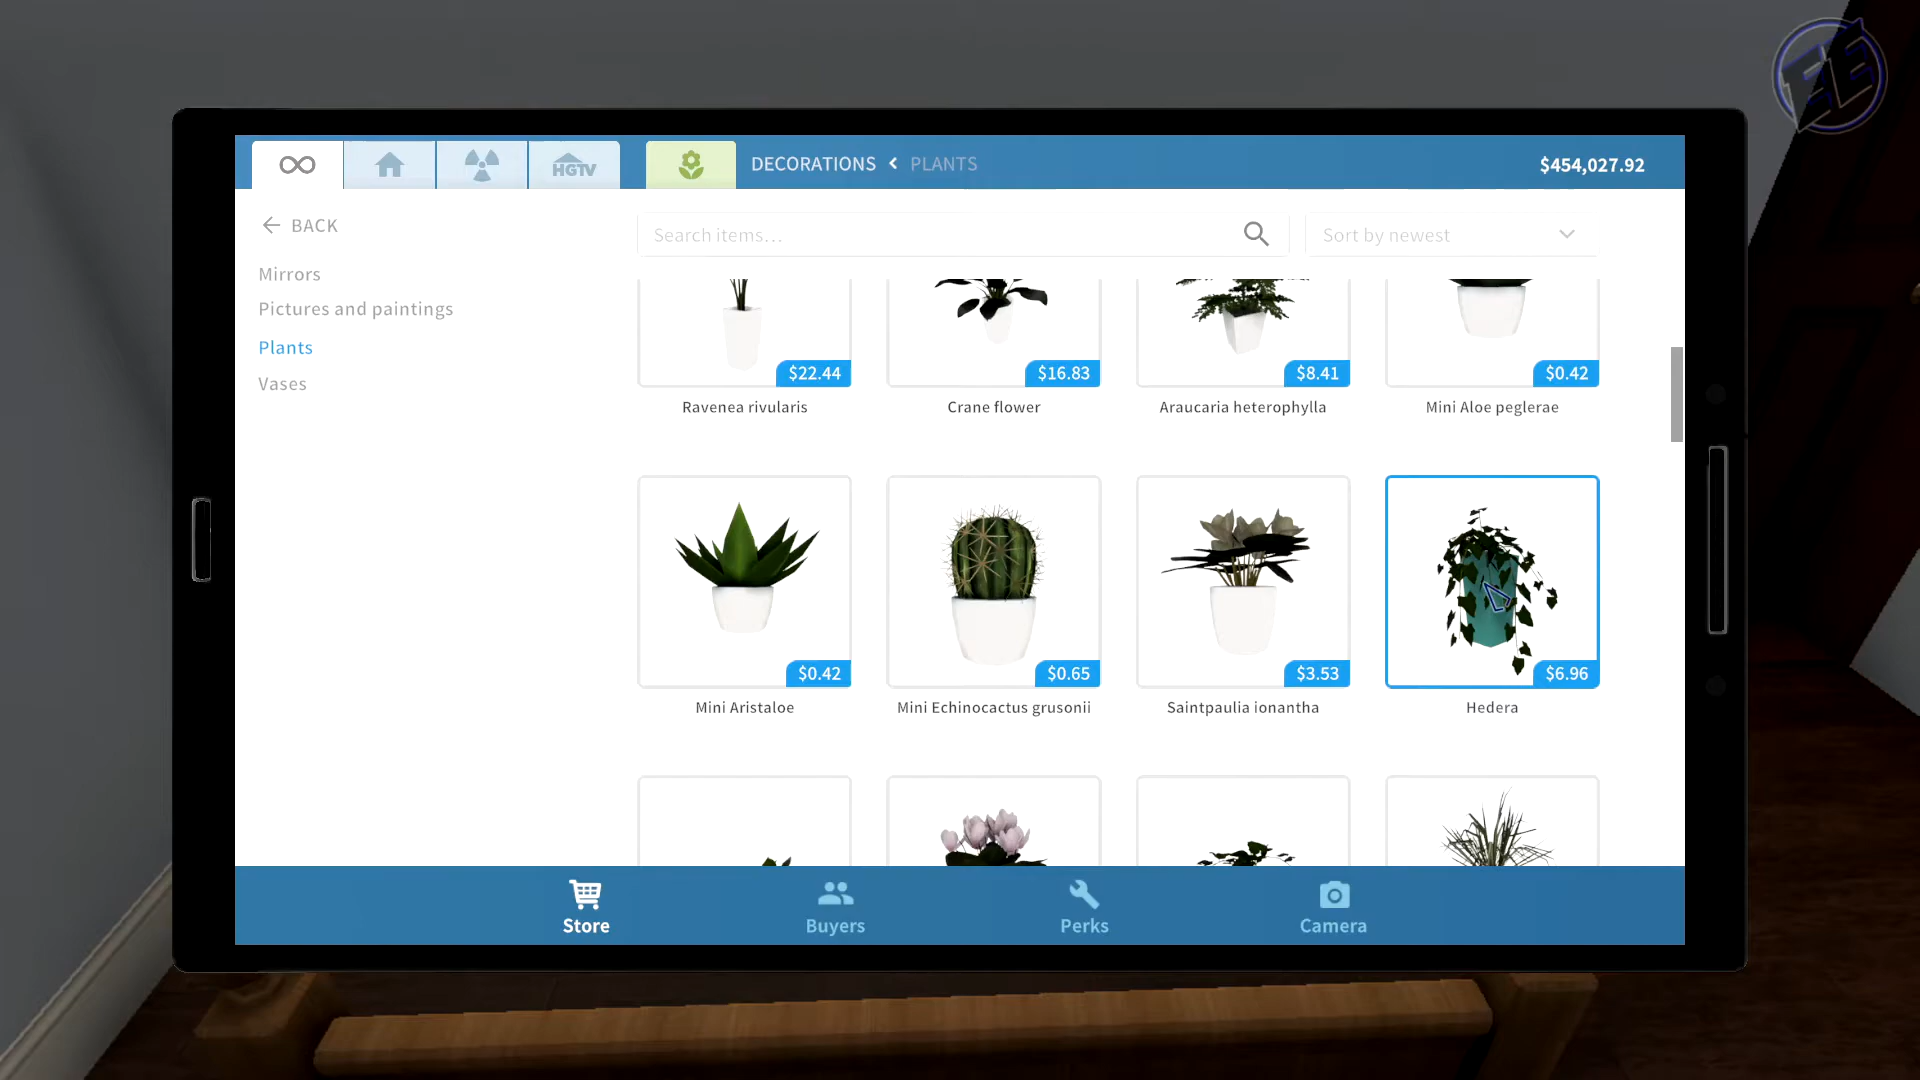 HGTV
DECORATIONS
PLANTS
$454,027.92
BACK
Search items...
Sort by newest
Mirrors
Pictures and paintings
Plants
Vases
$22.44
$16.83
$8.41
$0.42
Ravenea rivularis
Crane flower
Araucaria heterophylla
Mini Aloe peglerae
$0.42
$0.65
$3.53
$6.96
Mini Aristaloe
Mini Echinocactus grusonii
Saintpaulia ionantha
Hedera
Store
Buyers
Perks
Camera